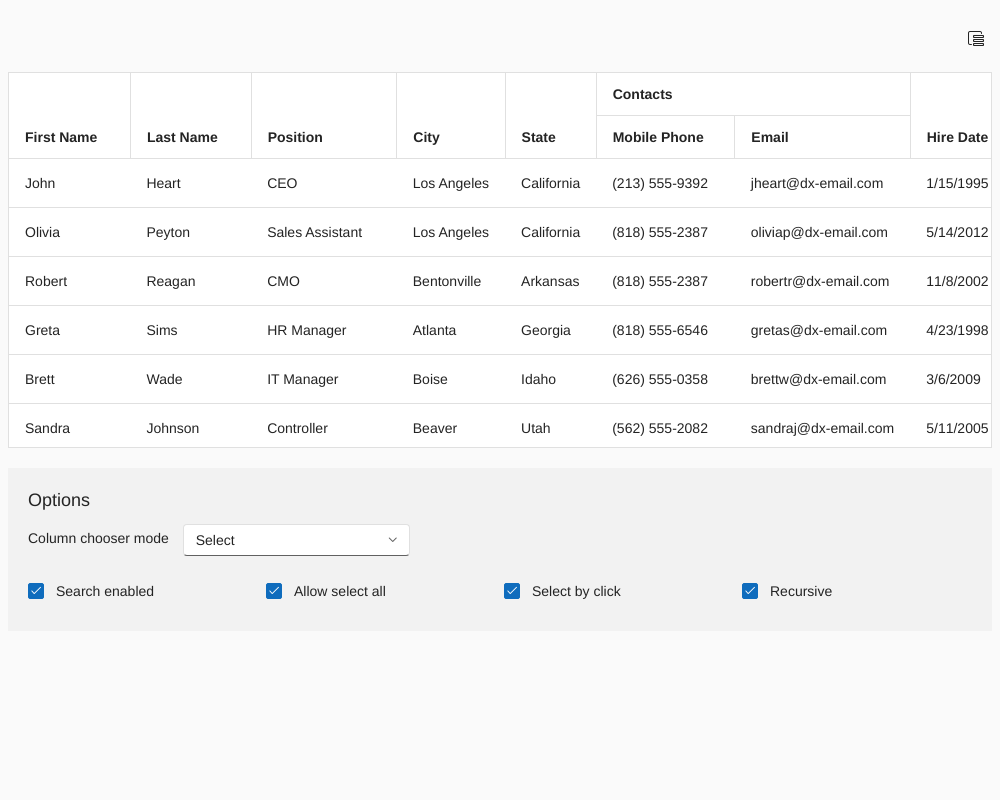 Contacts
First Name Last Name Position City State Mobile Phone Email Hire Date
John Heart CEO Los Angeles California (213) 555-9392 jheart@dx-email.com 1/15/1995
Olivia Peyton Sales Assistant Los Angeles California (818) 555-2387 oliviap@dx-email.com 5/14/2012
Robert Reagan CMO Bentonville Arkansas (818) 555-2387 robertr@dx-email.com 11/8/2002
Greta Sims HR Manager Atlanta Georgia (818) 555-6546 gretas@dx-email.com 4/23/1998
Brett Wade IT Manager Boise Idaho (626) 555-0358 brettw@dx-email.com 3/6/2009
Sandra Johnson Controller Beaver Utah (562) 555-2082 sandraj@dx-email.com 5/11/2005
Options
Column chooser mode Select
Search enabled Allow select all Select by click Recursive